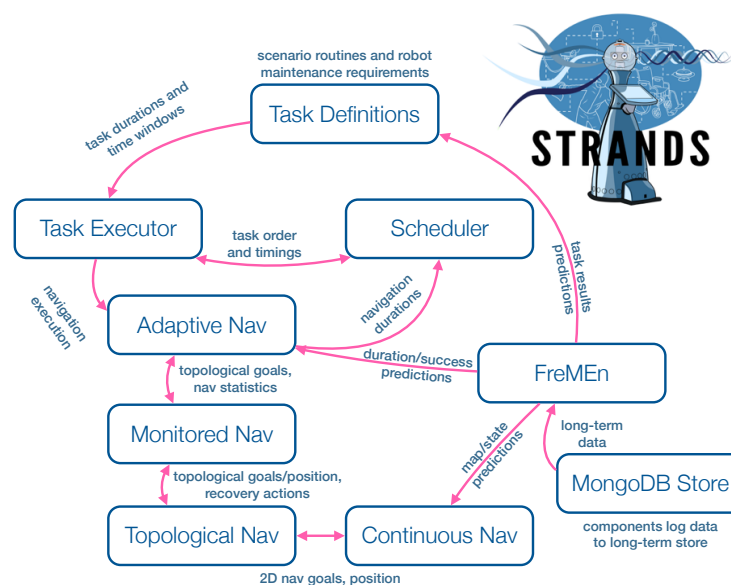 scenario routines and robot
maintenance requirements
Task Definitions
STRANDS
task durations and
time windows
Task Executor
task order
and timings
Scheduler
task results
predictions
navigation
execution
Adaptive Nav
navigation
durations
duration/success
predictions
FreMEn
topological goals,
nav statistics
Monitored Nav
map/state
predictions
long-term
data
topological goals/position,
recovery actions
MongoDB Store
Topological Nav
Continuous Nav
components log data
to long-term store
2D nav goals, position